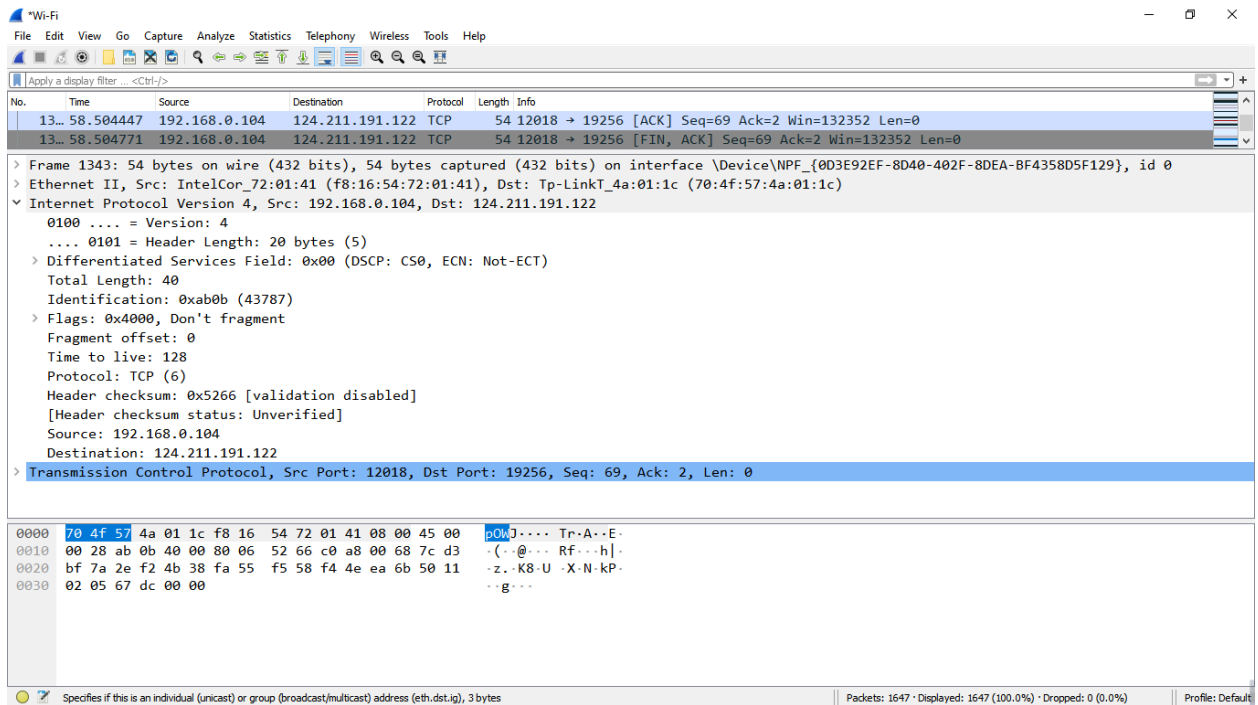 *Wi-Fi
File Edit View Go Capture Analyze Statistics Telephony Wireless Tools Help
Apply a display filter ... <Ctrl-/>
No. Time Source Destination Protocol Length Info
13… 58.504447 192.168.0.104 124.211.191.122 TCP 54 12018 → 19256 [ACK] Seq=69 Ack=2 Win=132352 Len=0
13… 58.504771 192.168.0.104 124.211.191.122 TCP 54 12018 → 19256 [FIN, ACK] Seq=69 Ack=2 Win=132352 Len=0
Frame 1343: 54 bytes on wire (432 bits), 54 bytes captured (432 bits) on interface \Device\NPF_{0D3E92EF-8D40-402F-8DEA-BF4358D5F129}, id 0
Ethernet II, Src: IntelCor_72:01:41 (f8:16:54:72:01:41), Dst: Tp-LinkT_4a:01:1c (70:4f:57:4a:01:1c)
Internet Protocol Version 4, Src: 192.168.0.104, Dst: 124.211.191.122
0100 .... = Version: 4
.... 0101 = Header Length: 20 bytes (5)
Differentiated Services Field: 0x00 (DSCP: CS0, ECN: Not-ECT)
Total Length: 40
Identification: 0xab0b (43787)
Flags: 0x4000, Don't fragment
Fragment offset: 0
Time to live: 128
Protocol: TCP (6)
Header checksum: 0x5266 [validation disabled]
[Header checksum status: Unverified]
Source: 192.168.0.104
Destination: 124.211.191.122
Transmission Control Protocol, Src Port: 12018, Dst Port: 19256, Seq: 69, Ack: 2, Len: 0
0000 70 4f 57 4a 01 1c f8 16 54 72 01 41 08 00 45 00 pOWJ···· Tr·A··E·
0010 00 28 ab 0b 40 00 80 06 52 66 c0 a8 00 68 7c d3 ·(··@··· Rf···h|·
0020 bf 7a 2e f2 4b 38 fa 55 f5 58 f4 4e ea 6b 50 11 ·z.·K8·U ·X·N·kP·
0030 02 05 67 dc 00 00 ··g···
Specifies if this is an individual (unicast) or group (broadcast/multicast) address (eth.dst.ig), 3 bytes Packets: 1647 · Displayed: 1647 (100.0%) · Dropped: 0 (0.0%) Profile: Default